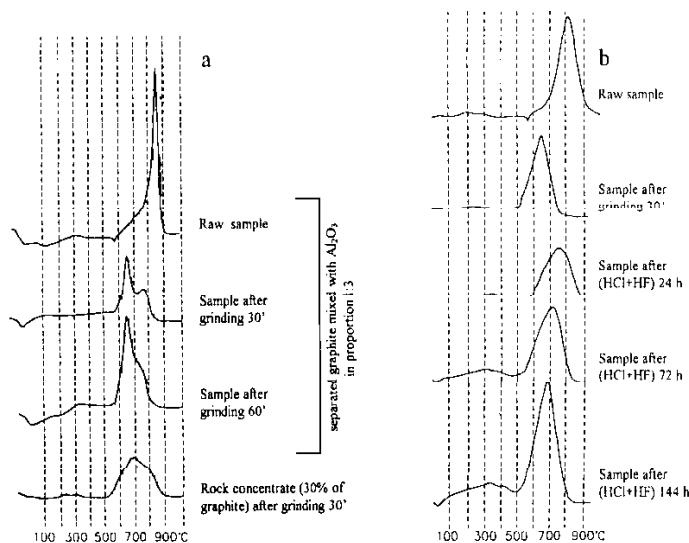 a
Raw sample
Sample after
grinding 30'
Sample after
grinding 60'
Rock concentrate (30% of
graphite) after grinding 30'
separated graphite mixel with Al₂O₃
in proportion 1:3
100 300 500 700 900°C
b
Raw sample
Sample after
grinding 30'
Sample after
(HCl+HF) 24 h
Sample after
(HCl+HF) 72 h
Sample after
(HCl+HF) 144 h
100 300 500 700 900°C